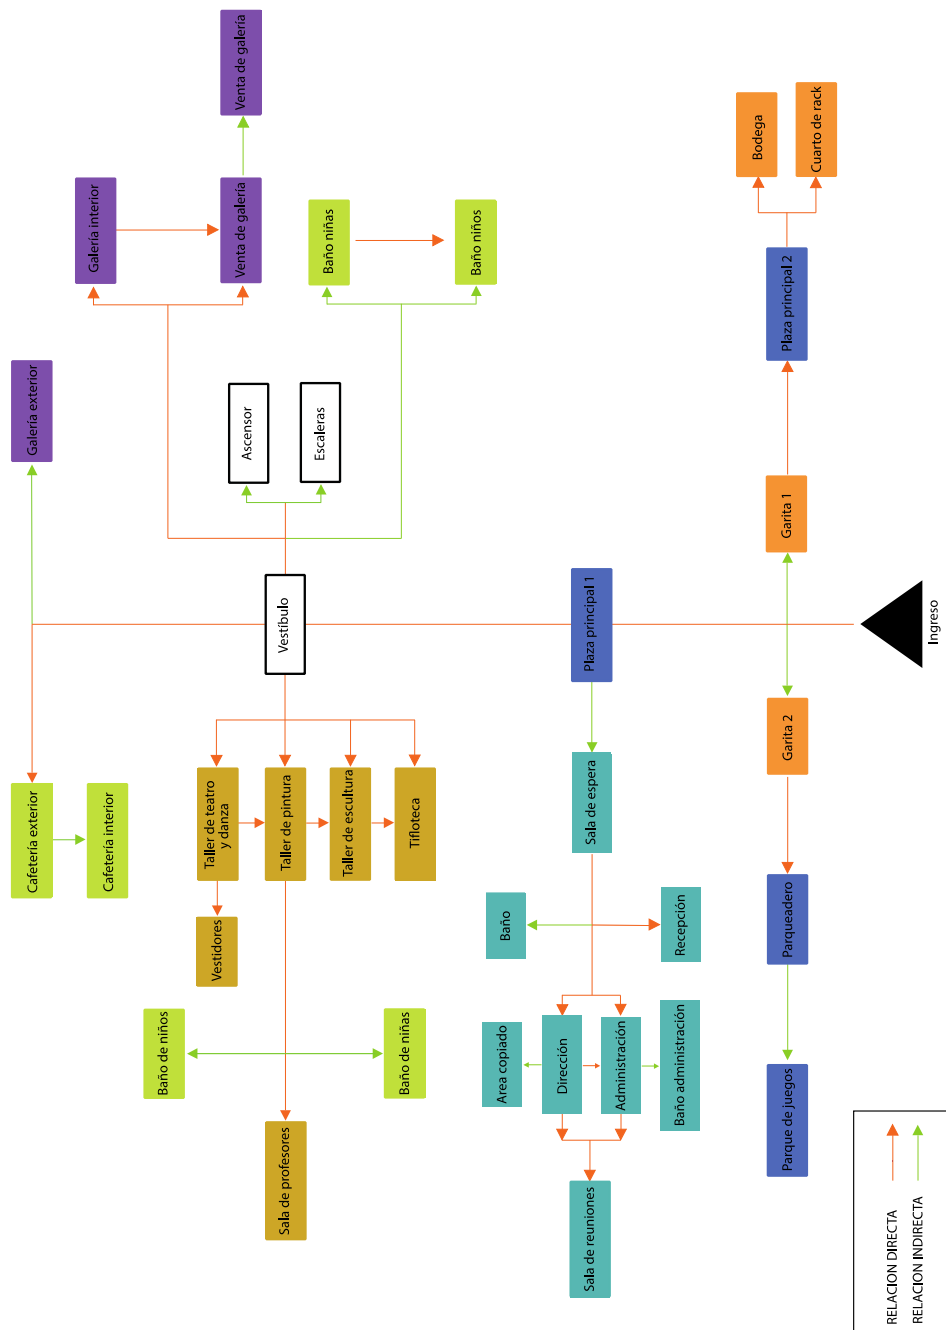 Cafetería exterior
Cafetería interior
Galería exterior
Baño de niños
Baño de niñas
Sala de profesores
Vestidores
Taller de teatro
y danza
Taller de pintura
Taller de escultura
Tifloteca
Vestíbulo
Ascensor
Escaleras
Galería interior
Venta de galería
Venta de galería
Baño niñas
Baño niños
Sala de reuniones
Area copiado
Dirección
Administración
Baño administración
Baño
Recepción
Sala de espera
Plaza principal 1
Parque de juegos
Parqueadero
Garita 2
Garita 1
Plaza principal 2
Bodega
Cuarto de rack
Ingreso
RELACION DIRECTA
RELACION INDIRECTA